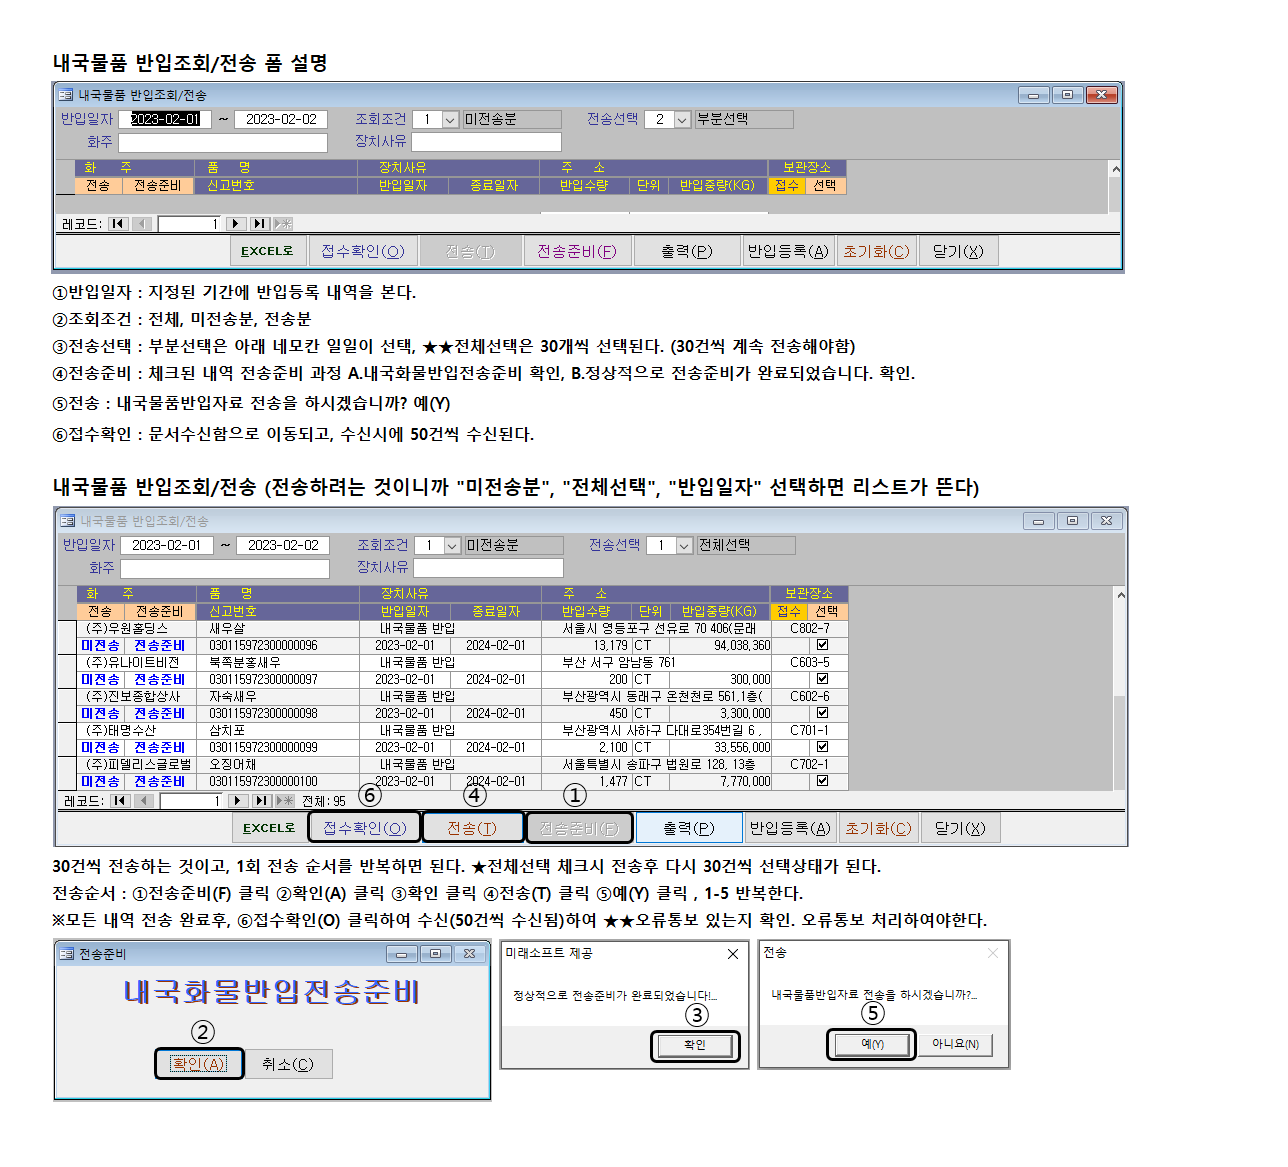 내국물품 반입조회/전송 폼 설명
내국물품 반입조회/전송
반입일자 2023-02-01 ~ 2023-02-02 조회조건 1 미전송분 전송선택 2 부분선택
화주 장치사유
화 주 품 명 장치사유 주 소 보관장소
전송 전송준비 신고번호 반입일자 종료일자 반입수량 단위 반입중량(KG) 접수 선택
레코드: 1
EXCEL로 접수확인(O) 전송(T) 전송준비(F) 출력(P) 반입등록(A) 초기화(C) 닫기(X)
①반입일자 : 지정된 기간에 반입등록 내역을 본다.
②조회조건 : 전체, 미전송분, 전송분
③전송선택 : 부분선택은 아래 네모칸 일일이 선택, ★★전체선택은 30개씩 선택된다. (30건씩 계속 전송해야함)
④전송준비 : 체크된 내역 전송준비 과정 A.내국화물반입전송준비 확인, B.정상적으로 전송준비가 완료되었습니다. 확인.
⑤전송 : 내국물품반입자료 전송을 하시겠습니까? 예(Y)
⑥접수확인 : 문서수신함으로 이동되고, 수신시에 50건씩 수신된다.
내국물품 반입조회/전송 (전송하려는 것이니까 "미전송분", "전체선택", "반입일자" 선택하면 리스트가 뜬다)
내국물품 반입조회/전송
반입일자 2023-02-01 ~ 2023-02-02 조회조건 1 미전송분 전송선택 1 전체선택
화주 장치사유
화 주 품 명 장치사유 주 소 보관장소
전송 전송준비 신고번호 반입일자 종료일자 반입수량 단위 반입중량(KG) 접수 선택
(주)우원홀딩스 새우살 내국물품 반입 서울시 영등포구 선유로 70 406(문래 C802-7
미전송 전송준비 030115972300000096 2023-02-01 2024-02-01 13,179 CT 94,038,360
(주)유나이트비전 북쪽분홍새우 내국물품 반입 부산 서구 암남동 761 C603-5
미전송 전송준비 030115972300000097 2023-02-01 2024-02-01 200 CT 300,000
(주)진보종합상사 자숙새우 내국물품 반입 부산광역시 동래구 온천천로 561,1층( C602-6
미전송 전송준비 030115972300000098 2023-02-01 2024-02-01 450 CT 3,300,000
(주)태명수산 삼치포 내국물품 반입 부산광역시 사하구 다대로354번길 6 , C701-1
미전송 전송준비 030115972300000099 2023-02-01 2024-02-01 2,100 CT 33,556,000
(주)피델리스글로벌 오징어채 내국물품 반입 서울특별시 송파구 법원로 128, 13층 C702-1
미전송 전송준비 030115972300000100 2023-02-01 2024-02-01 1,477 CT 7,770,000
레코드: 1 전체: 95 ⑥ ④ ①
EXCEL로 접수확인(O) 전송(T) 전송준비(F) 출력(P) 반입등록(A) 초기화(C) 닫기(X)
30건씩 전송하는 것이고, 1회 전송 순서를 반복하면 된다. ★전체선택 체크시 전송후 다시 30건씩 선택상태가 된다.
전송순서 : ①전송준비(F) 클릭 ②확인(A) 클릭 ③확인 클릭 ④전송(T) 클릭 ⑤예(Y) 클릭 , 1-5 반복한다.
※모든 내역 전송 완료후, ⑥접수확인(O) 클릭하여 수신(50건씩 수신됨)하여 ★★오류통보 있는지 확인. 오류통보 처리하여야한다.
전송준비
내국화물반입전송준비
②
확인(A) 취소(C)
미래소프트 제공
정상적으로 전송준비가 완료되었습니다!...
③
확인
전송
내국물품반입자료 전송을 하시겠습니까?...
⑤
예(Y) 아니요(N)